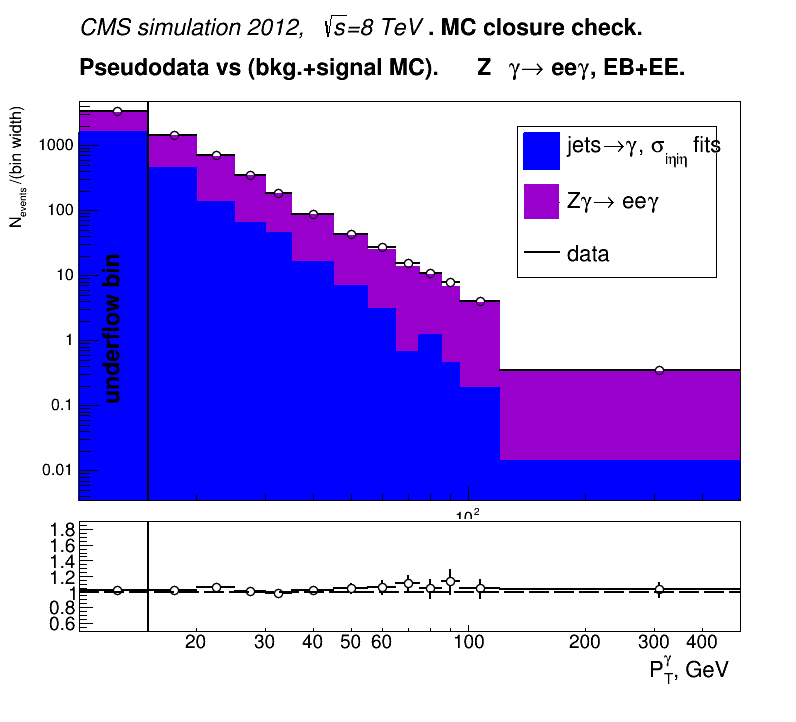 CMS simulation 2012, √s=8 TeV . MC closure check.
Pseudodata vs (bkg.+signal MC). Z γ→ eeγ, EB+EE.
N_events /(bin width)
1000
100
10
1
0.1
0.01
underflow bin
jets→γ, σ_iηiη fits
Zγ→ eeγ
data
10²
1.8
1.6
1.4
1.2
1
0.8
0.6
20 30 40 50 60 100 200 300 400
P_T^γ, GeV